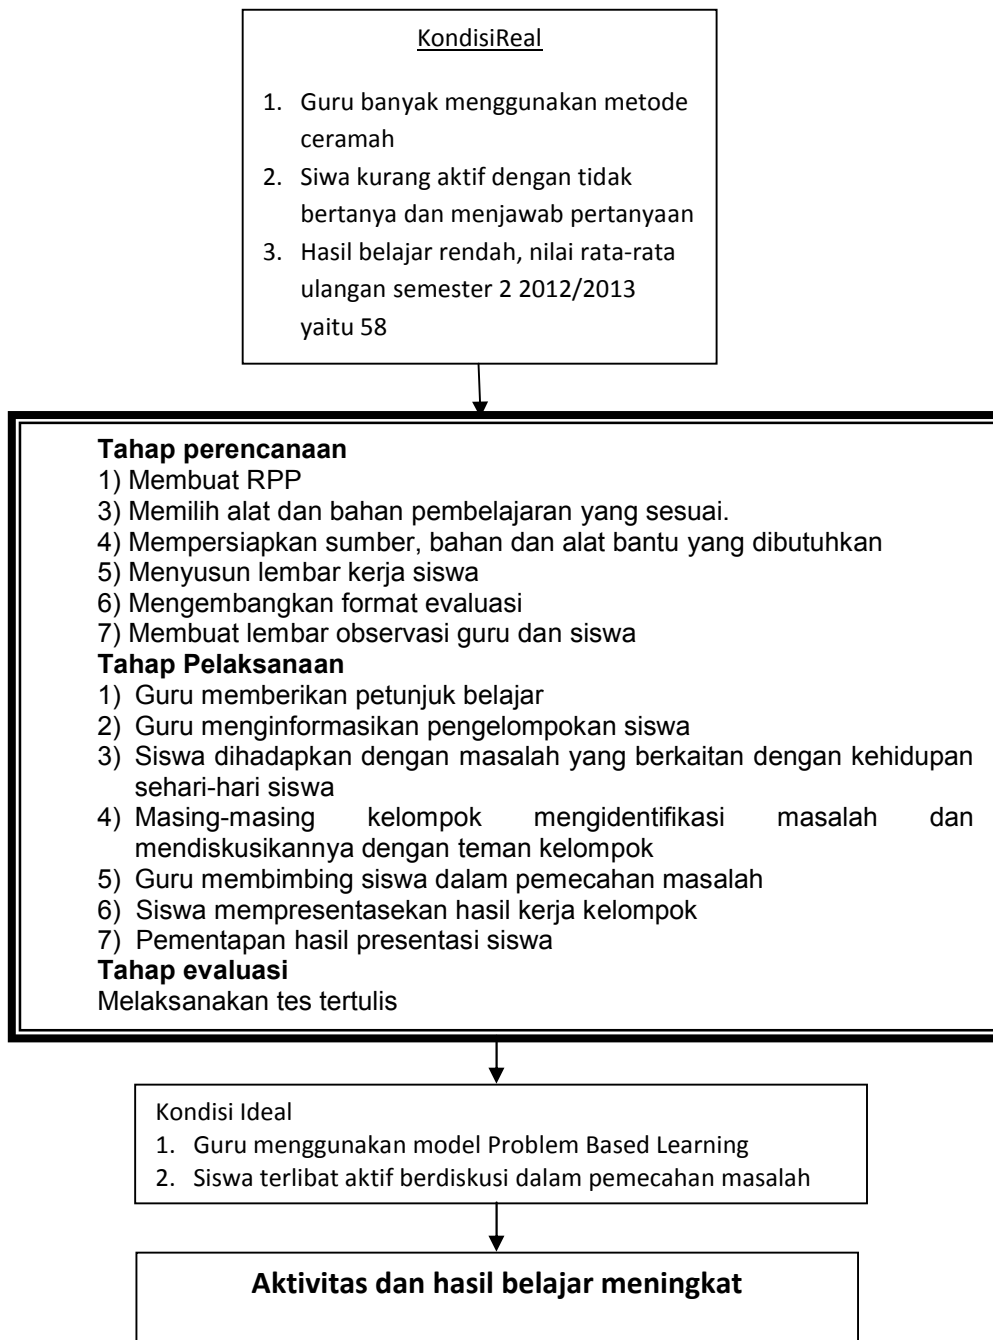 KondisiReal
1. Guru banyak menggunakan metode
ceramah
2. Siwa kurang aktif dengan tidak
bertanya dan menjawab pertanyaan
3. Hasil belajar rendah, nilai rata-rata
ulangan semester 2 2012/2013
yaitu 58
Tahap perencanaan
1) Membuat RPP
3) Memilih alat dan bahan pembelajaran yang sesuai.
4) Mempersiapkan sumber, bahan dan alat bantu yang dibutuhkan
5) Menyusun lembar kerja siswa
6) Mengembangkan format evaluasi
7) Membuat lembar observasi guru dan siswa
Tahap Pelaksanaan
1) Guru memberikan petunjuk belajar
2) Guru menginformasikan pengelompokan siswa
3) Siswa dihadapkan dengan masalah yang berkaitan dengan kehidupan
sehari-hari siswa
4) Masing-masing kelompok mengidentifikasi masalah dan
mendiskusikannya dengan teman kelompok
5) Guru membimbing siswa dalam pemecahan masalah
6) Siswa mempresentasekan hasil kerja kelompok
7) Pementapan hasil presentasi siswa
Tahap evaluasi
Melaksanakan tes tertulis
Kondisi Ideal
1. Guru menggunakan model Problem Based Learning
2. Siswa terlibat aktif berdiskusi dalam pemecahan masalah
Aktivitas dan hasil belajar meningkat